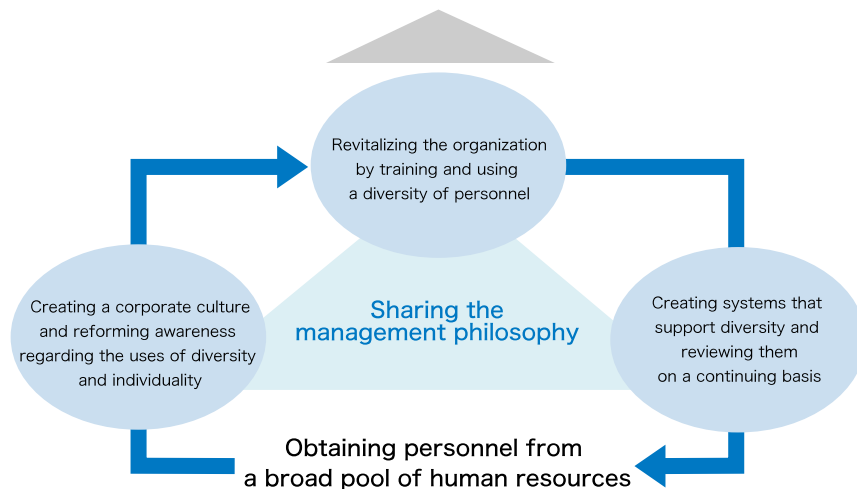 Revitalizing the organization
by training and using
a diversity of personnel
Creating a corporate culture
and reforming awareness
regarding the uses of diversity
and individuality
Sharing the
management philosophy
Creating systems that
support diversity and
reviewing them
on a continuing basis
Obtaining personnel from
a broad pool of human resources